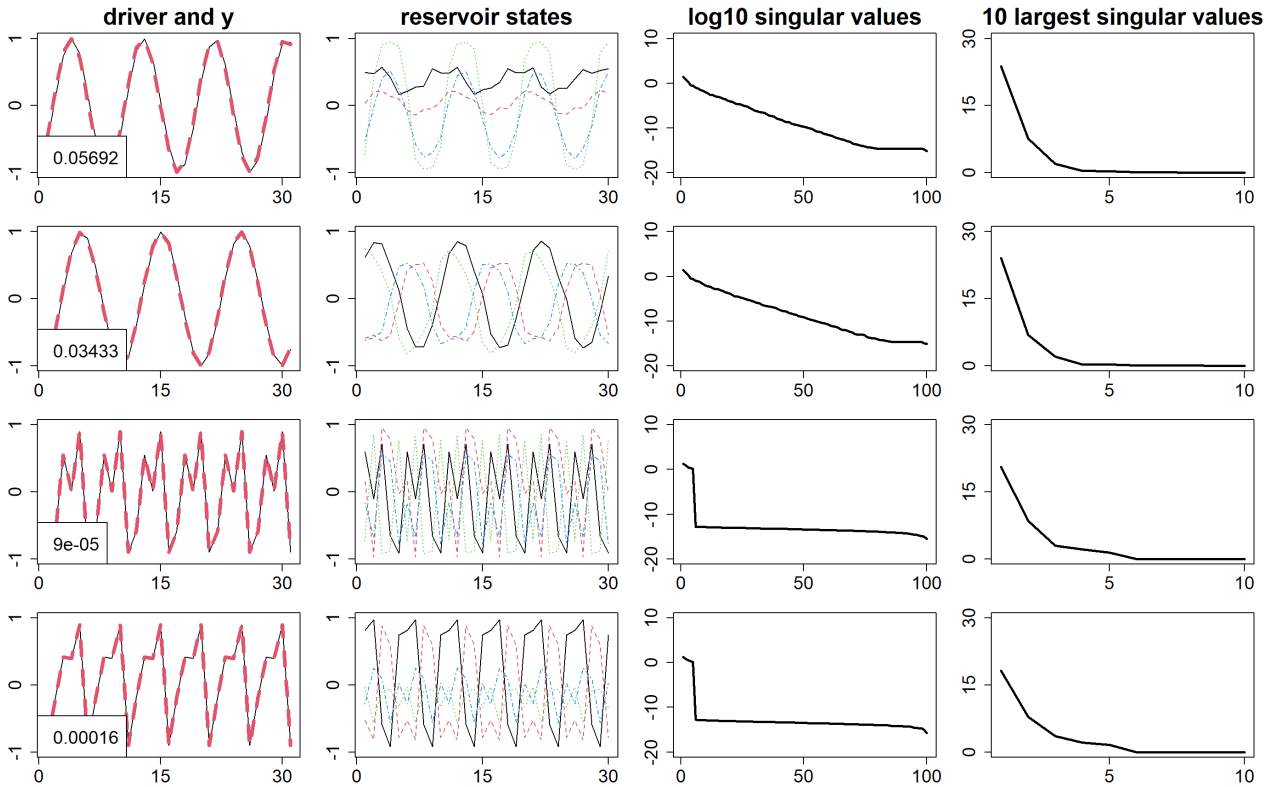 driver and y reservoir states log10 singular values 10 largest singular values
1 0 -1 0.05692 0 15 30
1 0 -1 0 15 30
10 0 -10 -20 0 50 100
30 15 0 5 10
1 0 -1 0.03433 0 15 30
1 0 -1 0 15 30
10 0 -10 -20 0 50 100
30 15 0 5 10
1 0 -1 9e-05 0 15 30
1 0 -1 0 15 30
10 0 -10 -20 0 50 100
30 15 0 5 10
1 0 -1 0.00016 0 15 30
1 0 -1 0 15 30
10 0 -10 -20 0 50 100
30 15 0 5 10